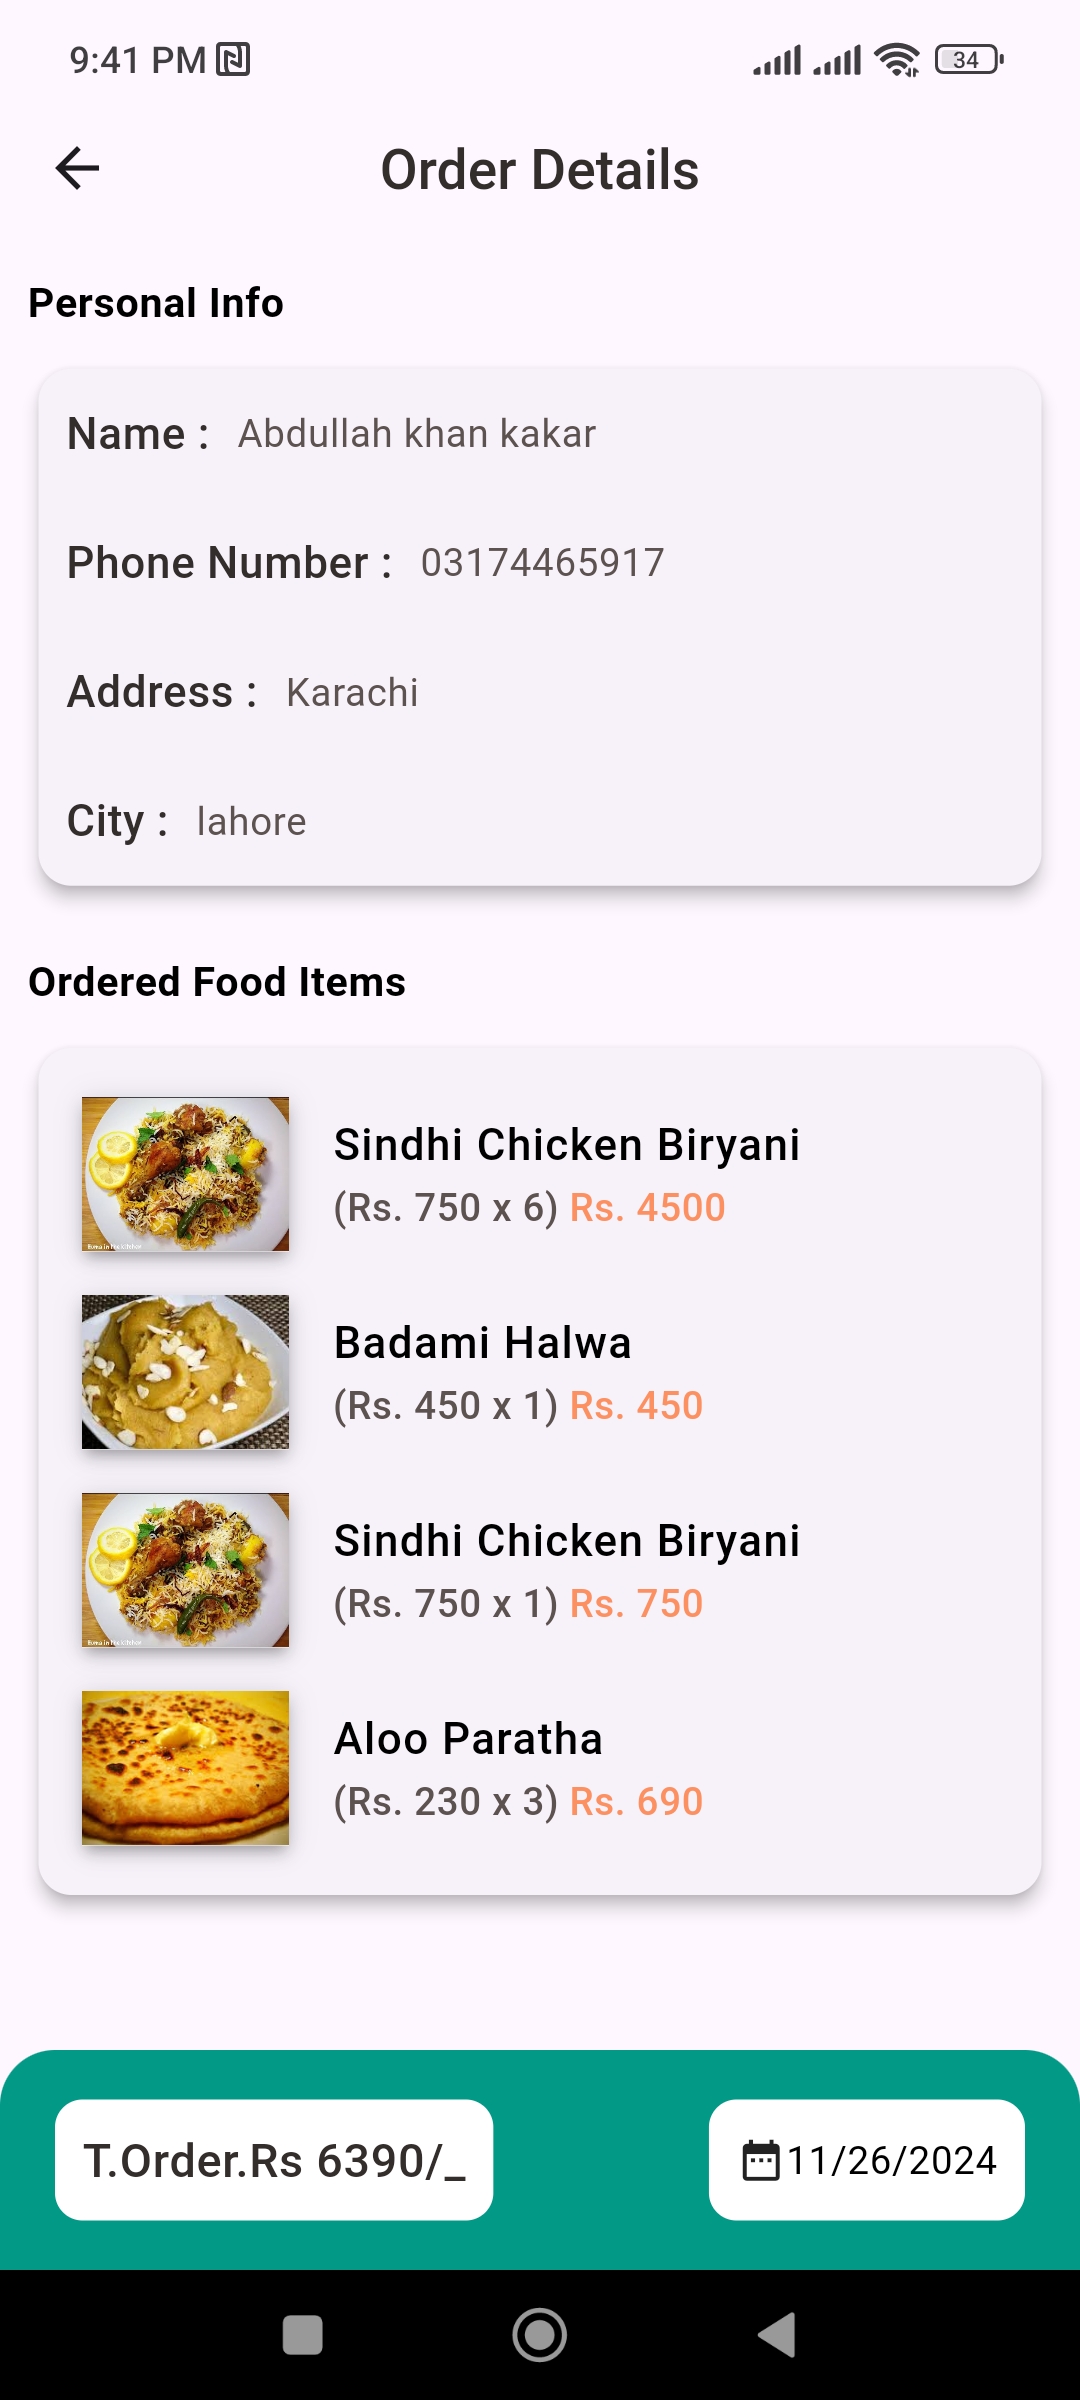 9:41 PM
34
Order Details
Personal Info
Name : Abdullah khan kakar
Phone Number : 03174465917
Address : Karachi
City : lahore
Ordered Food Items
Sindhi Chicken Biryani
(Rs. 750 x 6) Rs. 4500
Badami Halwa
(Rs. 450 x 1) Rs. 450
Sindhi Chicken Biryani
(Rs. 750 x 1) Rs. 750
Aloo Paratha
(Rs. 230 x 3) Rs. 690
T.Order.Rs 6390/_
11/26/2024